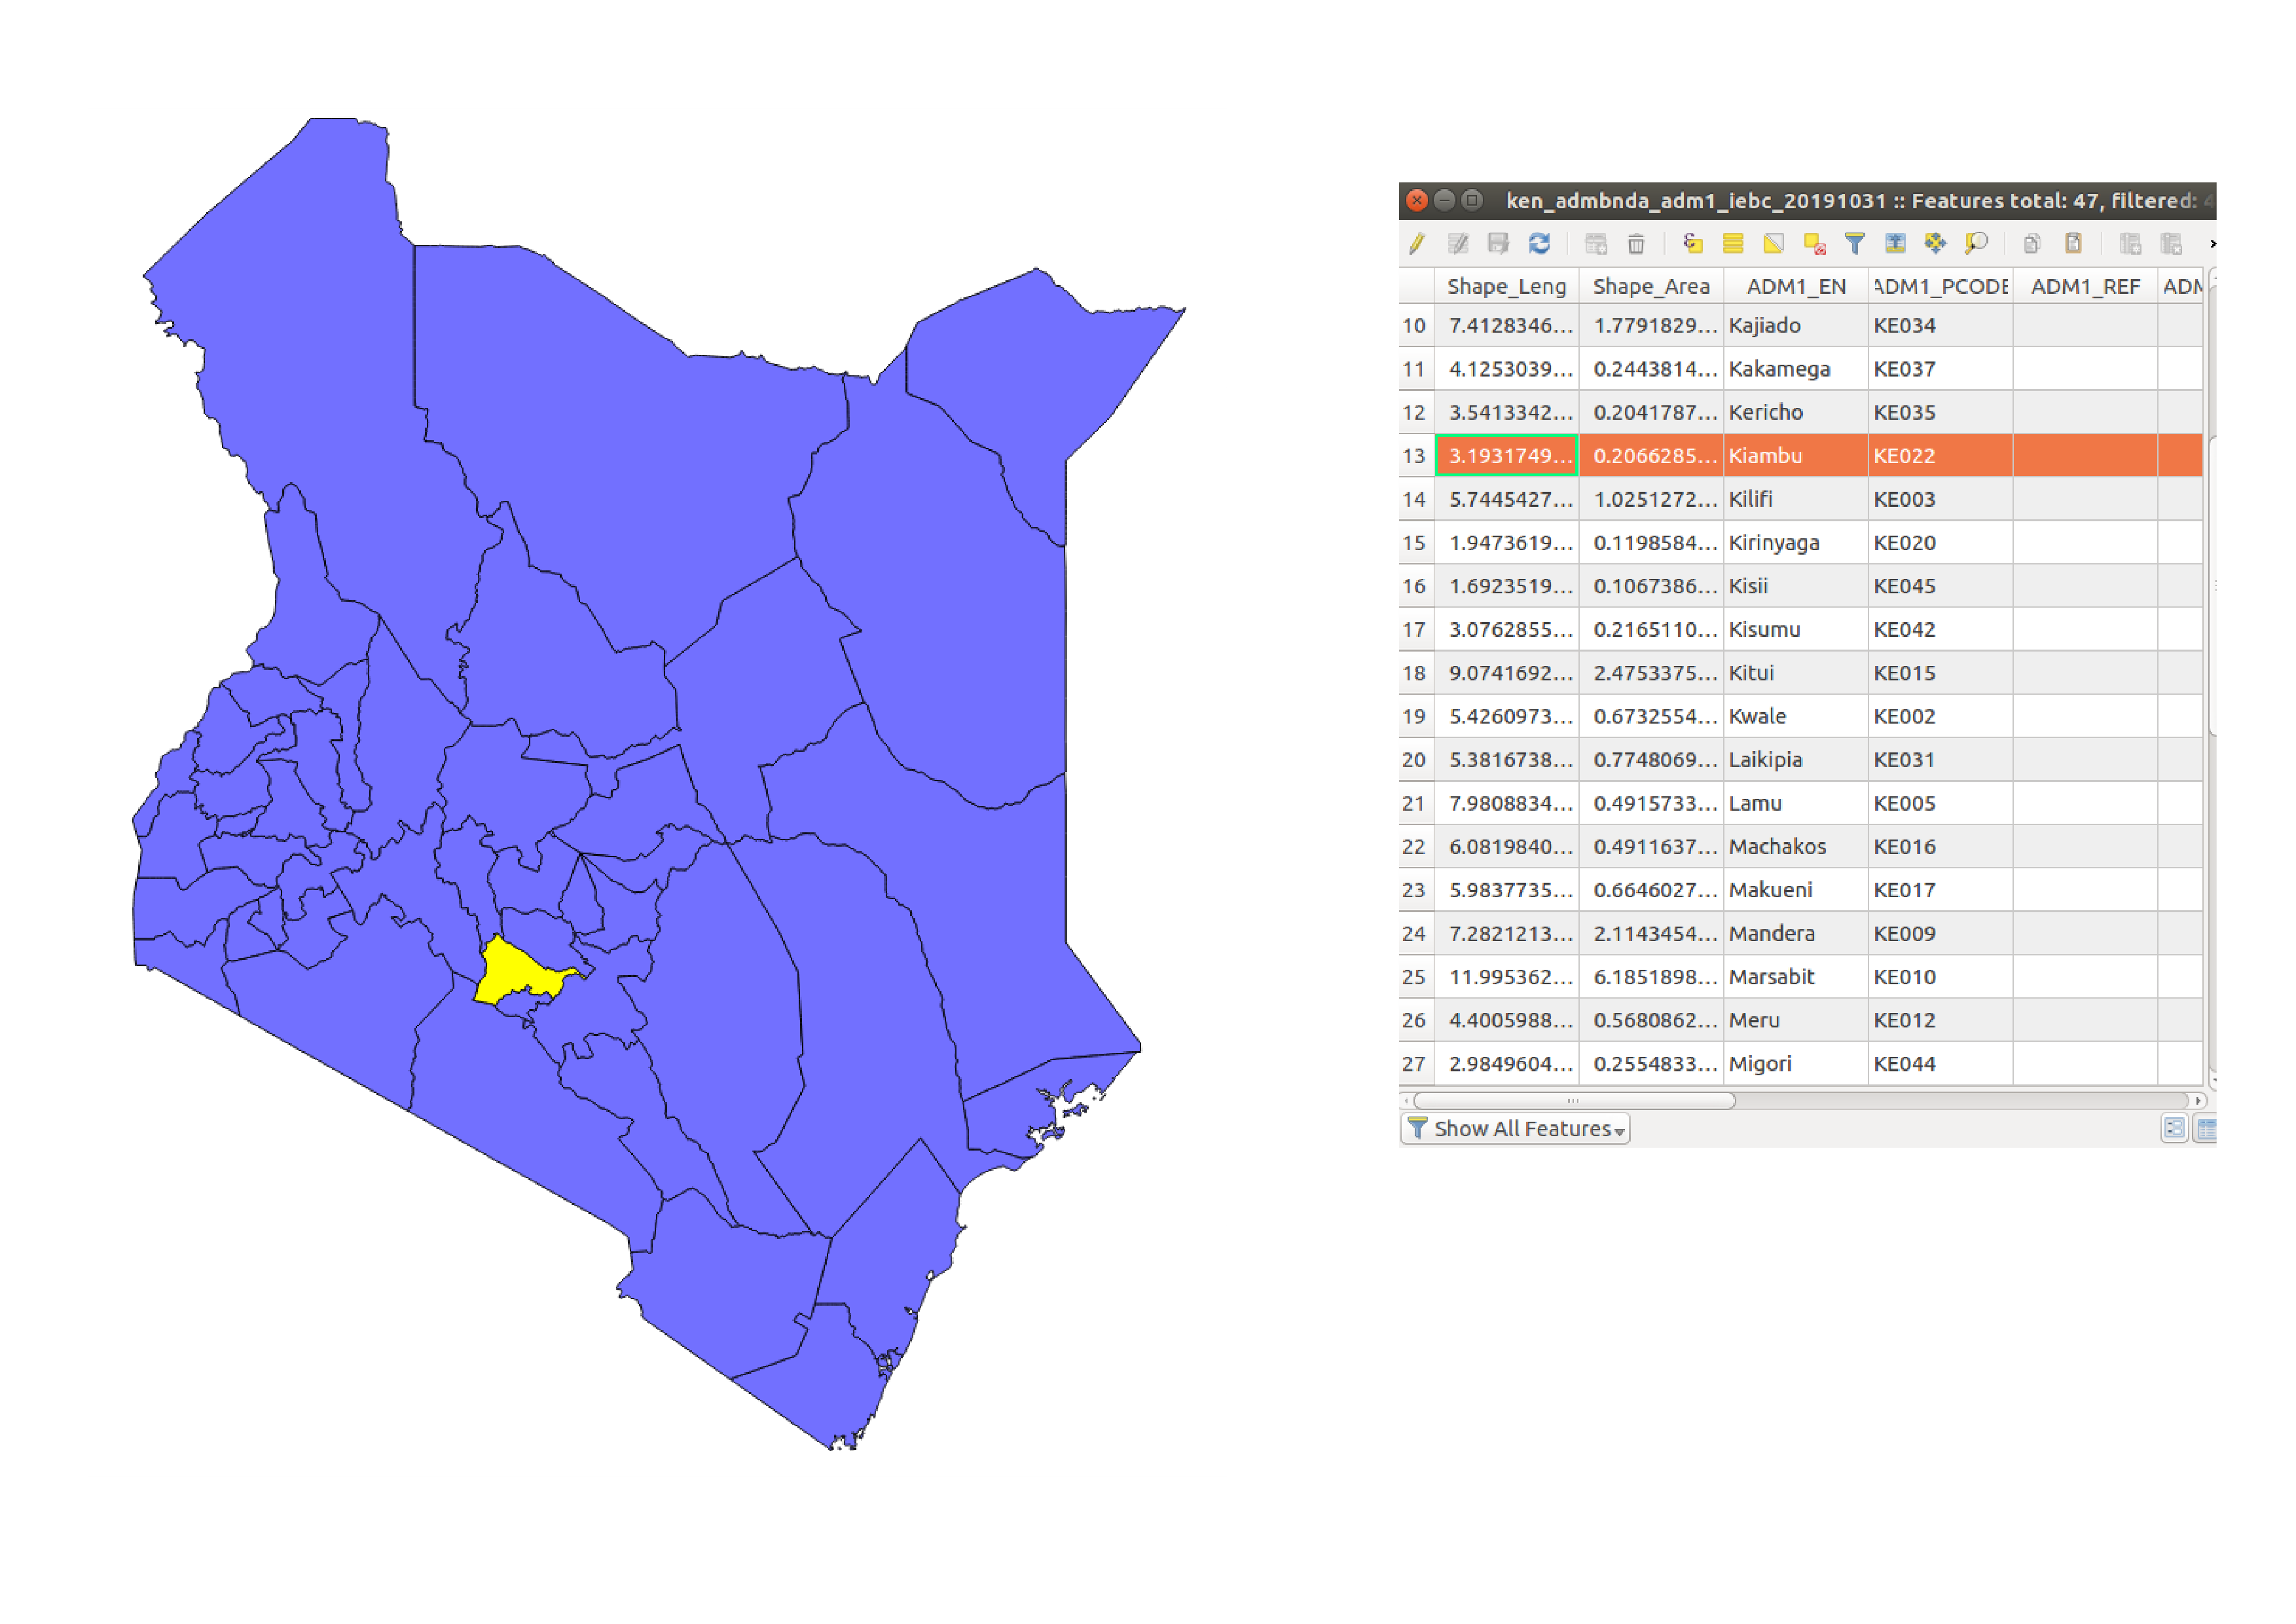 ken_admbnda_adm1_iebc_20191031 :: Features total: 47, filtered: 4
Shape_Leng Shape_Area ADM1_EN ADM1_PCODE ADM1_REF ADM
10 7.4128346... 1.7791829... Kajiado KE034
11 4.1253039... 0.2443814... Kakamega KE037
12 3.5413342... 0.2041787... Kericho KE035
13 3.1931749... 0.2066285... Kiambu KE022
14 5.7445427... 1.0251272... Kilifi KE003
15 1.9473619... 0.1198584... Kirinyaga KE020
16 1.6923519... 0.1067386... Kisii KE045
17 3.0762855... 0.2165110... Kisumu KE042
18 9.0741692... 2.4753375... Kitui KE015
19 5.4260973... 0.6732554... Kwale KE002
20 5.3816738... 0.7748069... Laikipia KE031
21 7.9808834... 0.4915733... Lamu KE005
22 6.0819840... 0.4911637... Machakos KE016
23 5.9837735... 0.6646027... Makueni KE017
24 7.2821213... 2.1143454... Mandera KE009
25 11.995362... 6.1851898... Marsabit KE010
26 4.4005988... 0.5680862... Meru KE012
27 2.9849604... 0.2554833... Migori KE044
Show All Features